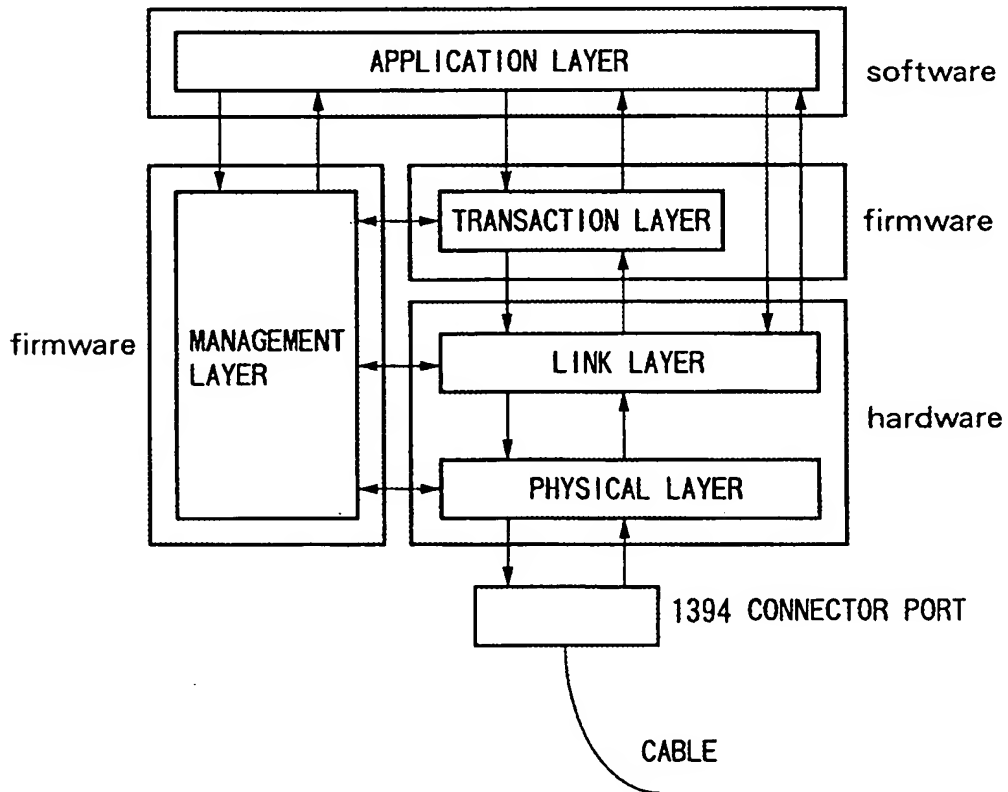 APPLICATION LAYER
software
TRANSACTION LAYER
firmware
firmware
MANAGEMENT
LAYER
LINK LAYER
hardware
PHYSICAL LAYER
1394 CONNECTOR PORT
CABLE